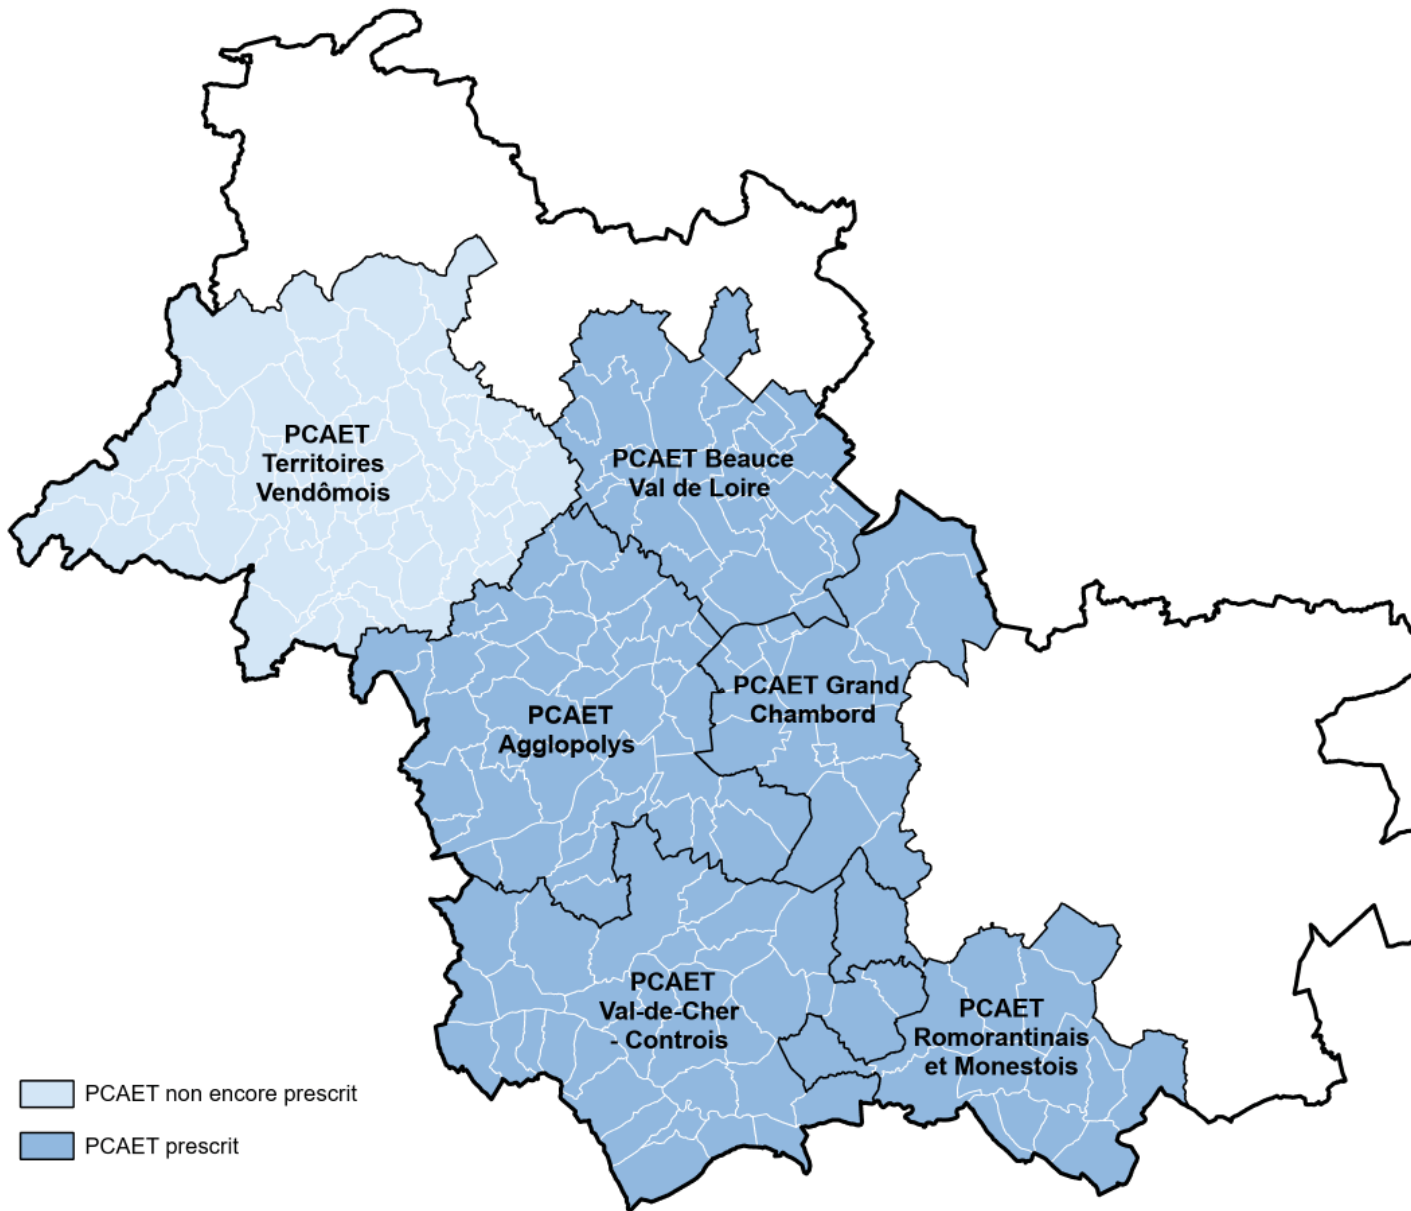 PCAET
Territoires
Vendômois
PCAET Beauce
Val de Loire
PCAET Grand
Chambord
PCAET
Agglopolys
PCAET
Val-de-Cher
- Controis
PCAET
Romorantinais
et Monestois
PCAET non encore prescrit
PCAET prescrit